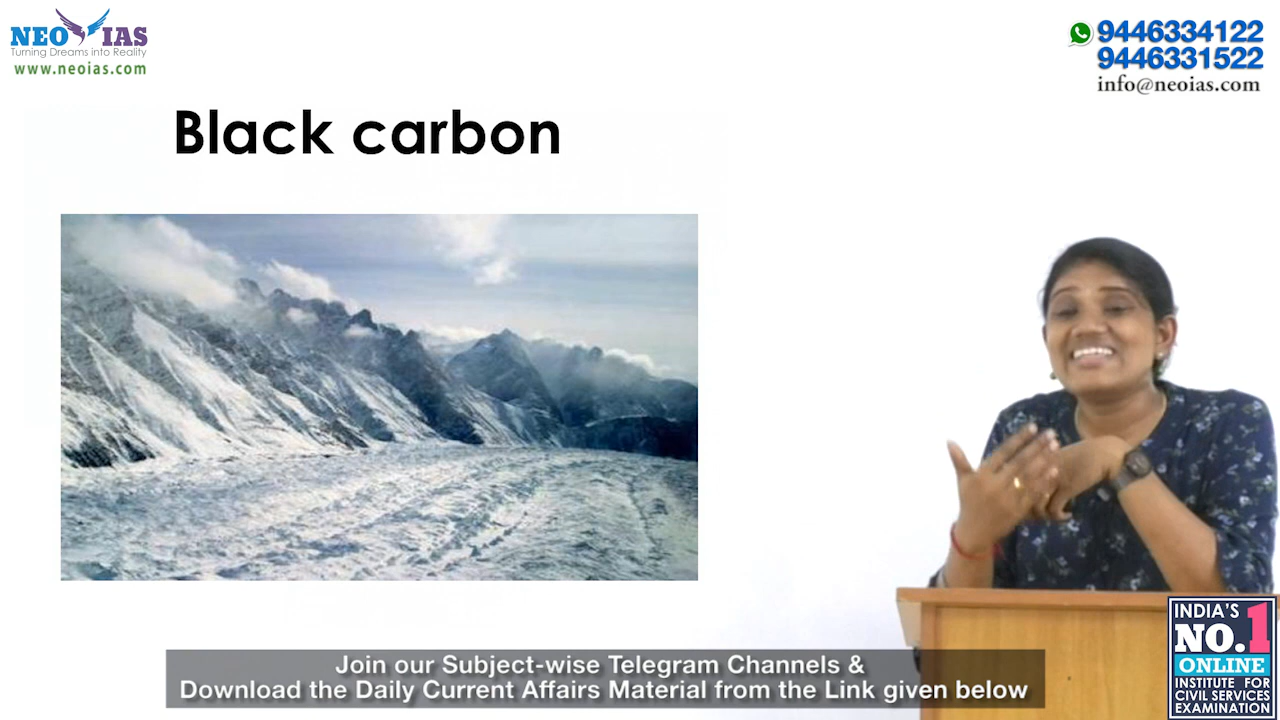 NEO IAS
Turning Dreams into Reality
www.neoias.com
9446334122
9446331522
info@neoias.com
Black carbon
Join our Subject-wise Telegram Channels &
Download the Daily Current Affairs Material from the Link given below
INDIA'S
NO.1
ONLINE
INSTITUTE FOR
CIVIL SERVICES
EXAMINATION